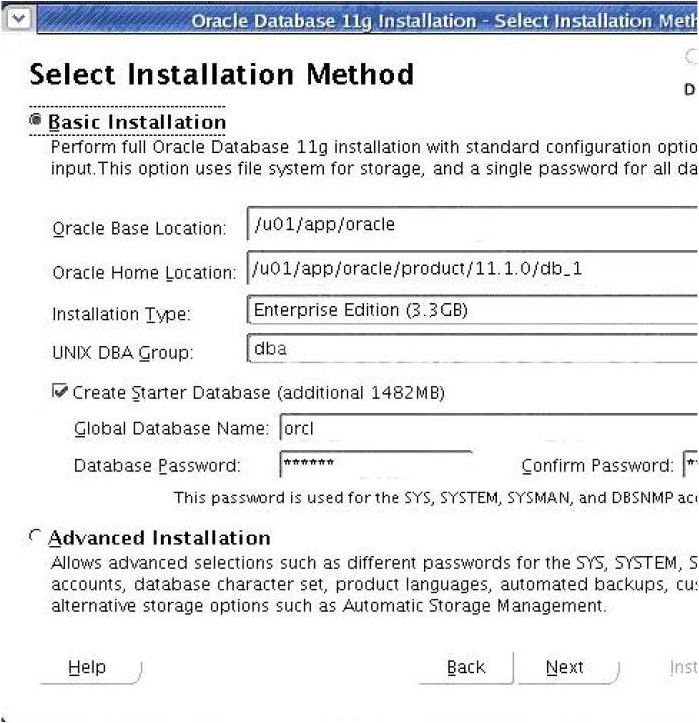 Oracle Database 11g Installation - Select Installation Meth
Select Installation Method
D
Basic Installation
Perform full Oracle Database 11g installation with standard configuration optio
input.This option uses file system for storage, and a single password for all da
Oracle Base Location: /u01/app/oracle
Oracle Home Location: /u01/app/oracle/product/11.1.0/db_1
Installation Type: Enterprise Edition (3.3GB)
UNIX DBA Group: dba
Create Starter Database (additional 1482MB)
Global Database Name: orcl
Database Password: ****** Confirm Password: *
This password is used for the SYS, SYSTEM, SYSMAN, and DBSNMP acc
Advanced Installation
Allows advanced selections such as different passwords for the SYS, SYSTEM, S
accounts, database character set, product languages, automated backups, cus
alternative storage options such as Automatic Storage Management.
Help Back Next Inst